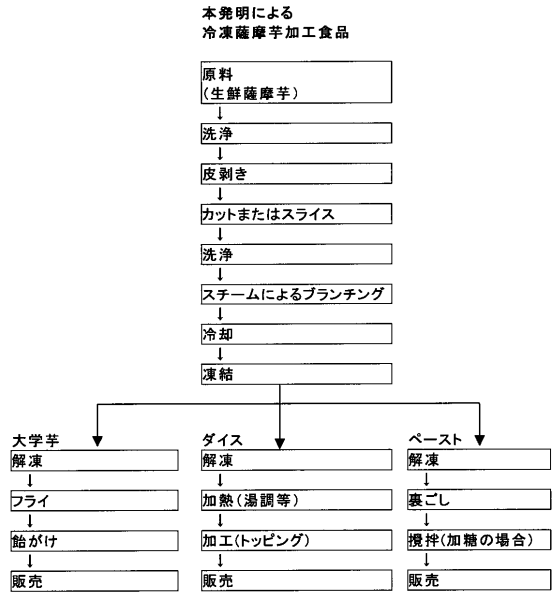 本発明による
冷凍薩摩芋加工食品
原料
(生鮮薩摩芋)
↓
洗浄
↓
皮剥き
↓
カットまたはスライス
↓
洗浄
↓
スチームによるブランチング
↓
冷却
↓
凍結
大学芋
解凍
↓
フライ
↓
飴がけ
↓
販売
ダイス
解凍
↓
加熱(湯調等)
↓
加工(トッピング)
↓
販売
ペースト
解凍
↓
裏ごし
↓
攪拌(加糖の場合)
↓
販売